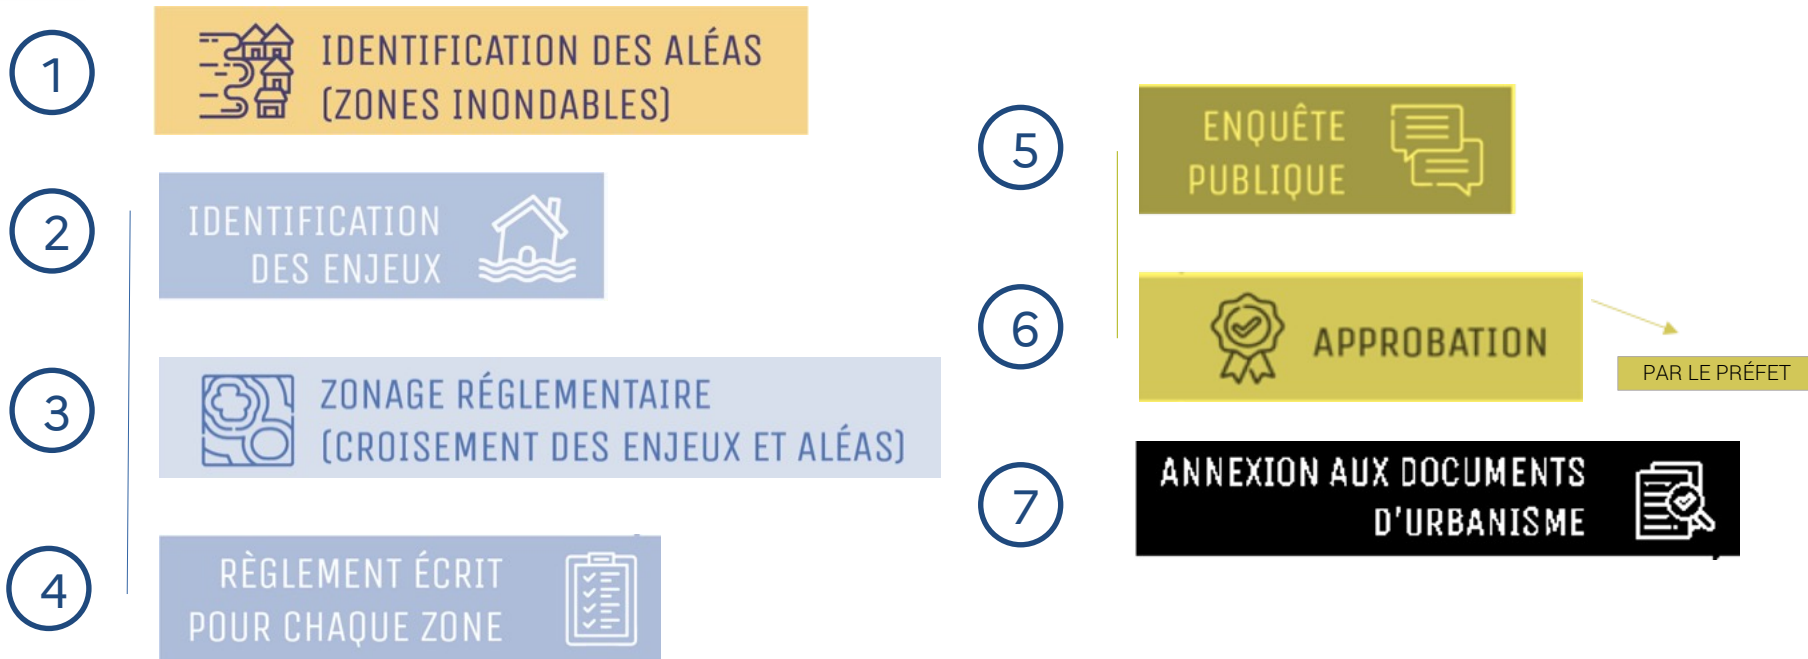 1
IDENTIFICATION DES ALÉAS
(ZONES INONDABLES)
2
IDENTIFICATION
DES ENJEUX
3
ZONAGE RÉGLEMENTAIRE
(CROISEMENT DES ENJEUX ET ALÉAS)
4
RÈGLEMENT ÉCRIT
POUR CHAQUE ZONE
5
ENQUÊTE
PUBLIQUE
6
APPROBATION
PAR LE PRÉFET
7
ANNEXION AUX DOCUMENTS
D'URBANISME